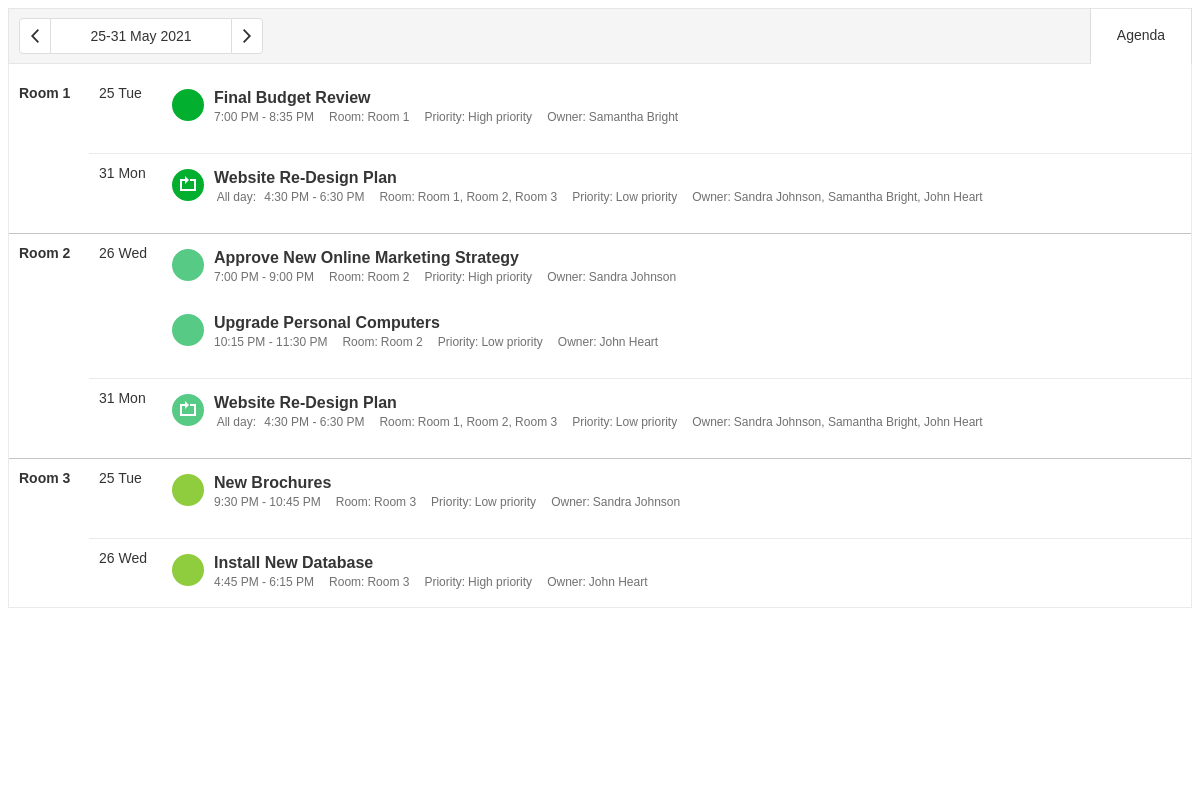 25-31 May 2021
Agenda
Room 1
25 Tue
Final Budget Review
7:00 PM - 8:35 PM Room: Room 1 Priority: High priority Owner: Samantha Bright
31 Mon
Website Re-Design Plan
All day: 4:30 PM - 6:30 PM Room: Room 1, Room 2, Room 3 Priority: Low priority Owner: Sandra Johnson, Samantha Bright, John Heart
Room 2
26 Wed
Approve New Online Marketing Strategy
7:00 PM - 9:00 PM Room: Room 2 Priority: High priority Owner: Sandra Johnson
Upgrade Personal Computers
10:15 PM - 11:30 PM Room: Room 2 Priority: Low priority Owner: John Heart
31 Mon
Website Re-Design Plan
All day: 4:30 PM - 6:30 PM Room: Room 1, Room 2, Room 3 Priority: Low priority Owner: Sandra Johnson, Samantha Bright, John Heart
Room 3
25 Tue
New Brochures
9:30 PM - 10:45 PM Room: Room 3 Priority: Low priority Owner: Sandra Johnson
26 Wed
Install New Database
4:45 PM - 6:15 PM Room: Room 3 Priority: High priority Owner: John Heart